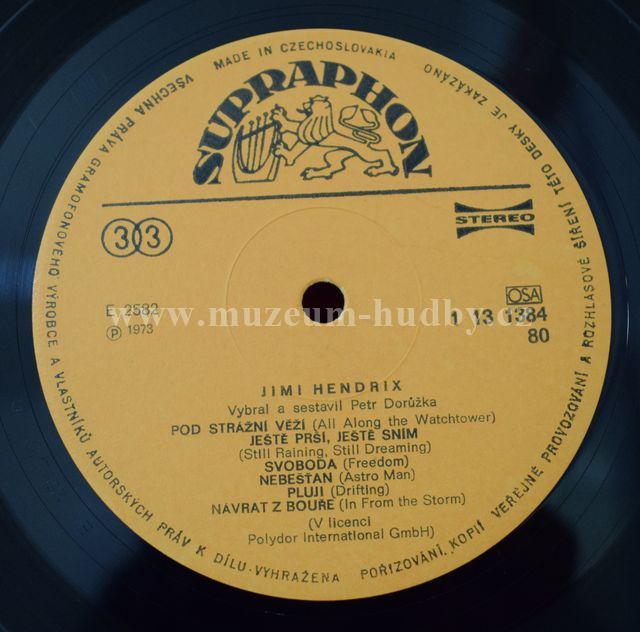 MADE IN CZECHOSLOVAKIA
VŠECHNA PRÁVA GRAMOFONOVÉHO VÝROBCE A VLASTNÍKŮ AUTORSKÝCH PRÁV K DÍLU-VYHRAŽENA POŘIZOVÁNÍ KOPIÍ VEŘEJNÉ PROVOZOVÁNÍ A ROZHLASOVÉ ŠÍŘENÍ TÉTO DESKY JE ZAKÁZÁNO
SUPRAPHON
33
STEREO
OSA
E 2582
1 13 1384
℗ 1973
80
www.muzeum-hudby.cz
JIMI HENDRIX
Vybral a sestavil Petr Dorůžka
POD STRÁŽNÍ VĚŽÍ (All Along the Watchtower)
JEŠTĚ PRŠÍ, JEŠTĚ SNÍM
(Still Raining, Still Dreaming)
SVOBODA (Freedom)
NEBEŠŤAN (Astro Man)
PLUJI (Drifting)
NÁVRAT Z BOUŘE (In From the Storm)
(V licenci
Polydor International GmbH)